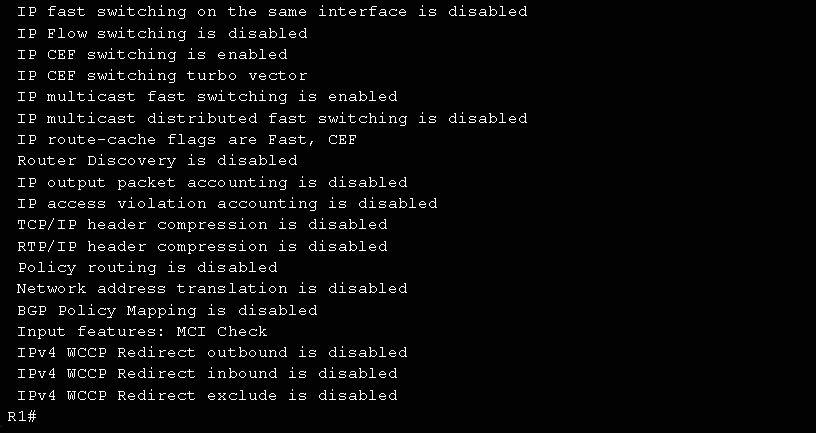 IP fast switching on the same interface is disabled
IP Flow switching is disabled
IP CEF switching is enabled
IP CEF switching turbo vector
IP multicast fast switching is enabled
IP multicast distributed fast switching is disabled
IP route-cache flags are Fast, CEF
Router Discovery is disabled
IP output packet accounting is disabled
IP access violation accounting is disabled
TCP/IP header compression is disabled
RTP/IP header compression is disabled
Policy routing is disabled
Network address translation is disabled
BGP Policy Mapping is disabled
Input features: MCI Check
IPv4 WCCP Redirect outbound is disabled
IPv4 WCCP Redirect inbound is disabled
IPv4 WCCP Redirect exclude is disabled
R1#